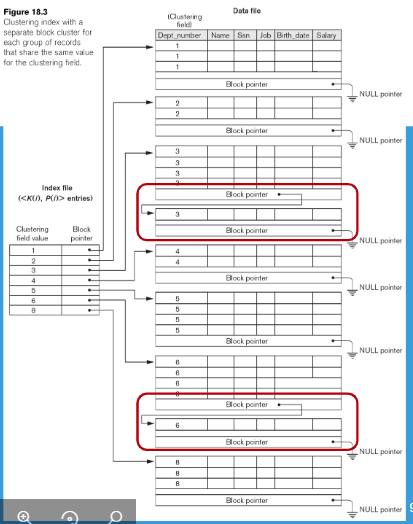 Figure 18.3
Clustering index with a
separate block cluster for
each group of records
that share the same value
for the clustering field.
Data file
(Clustering
field)
Dept_number Name Ssn Job Birth_date Salary
1
1
1
Block pointer
NULL pointer
2
2
Block pointer
NULL pointer
3
3
3
3
Block pointer
3
Block pointer
NULL pointer
4
4
Block pointer
NULL pointer
5
5
5
5
Block pointer
NULL pointer
6
6
6
6
Block pointer
6
Block pointer
NULL pointer
8
8
8
Block pointer
NULL pointer
Index file
(<K(i), P(i)> entries)
Clustering
field value
Block
pointer
1
2
3
4
5
6
8